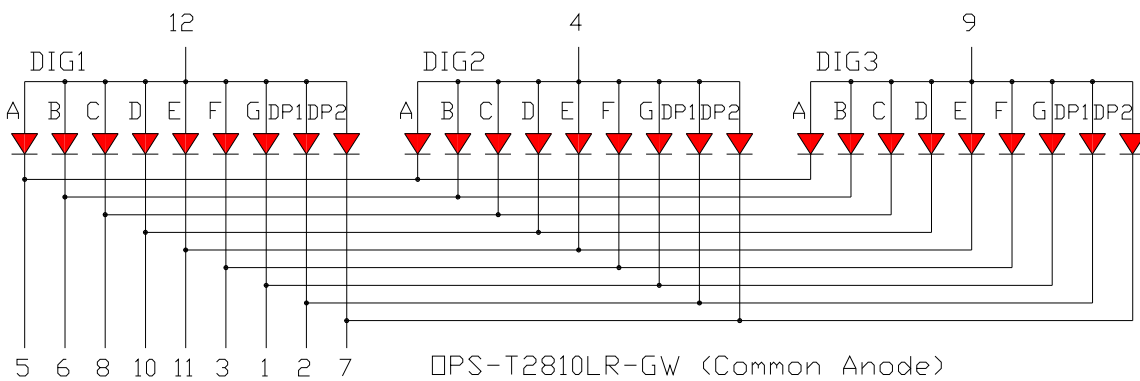 12 4 9
DIG1 DIG2 DIG3
A B C D E F G DP1 DP2 A B C D E F G DP1 DP2 A B C D E F G DP1 DP2
5 6 8 10 11 3 1 2 7 OPS-T2810LR-GW (Common Anode)